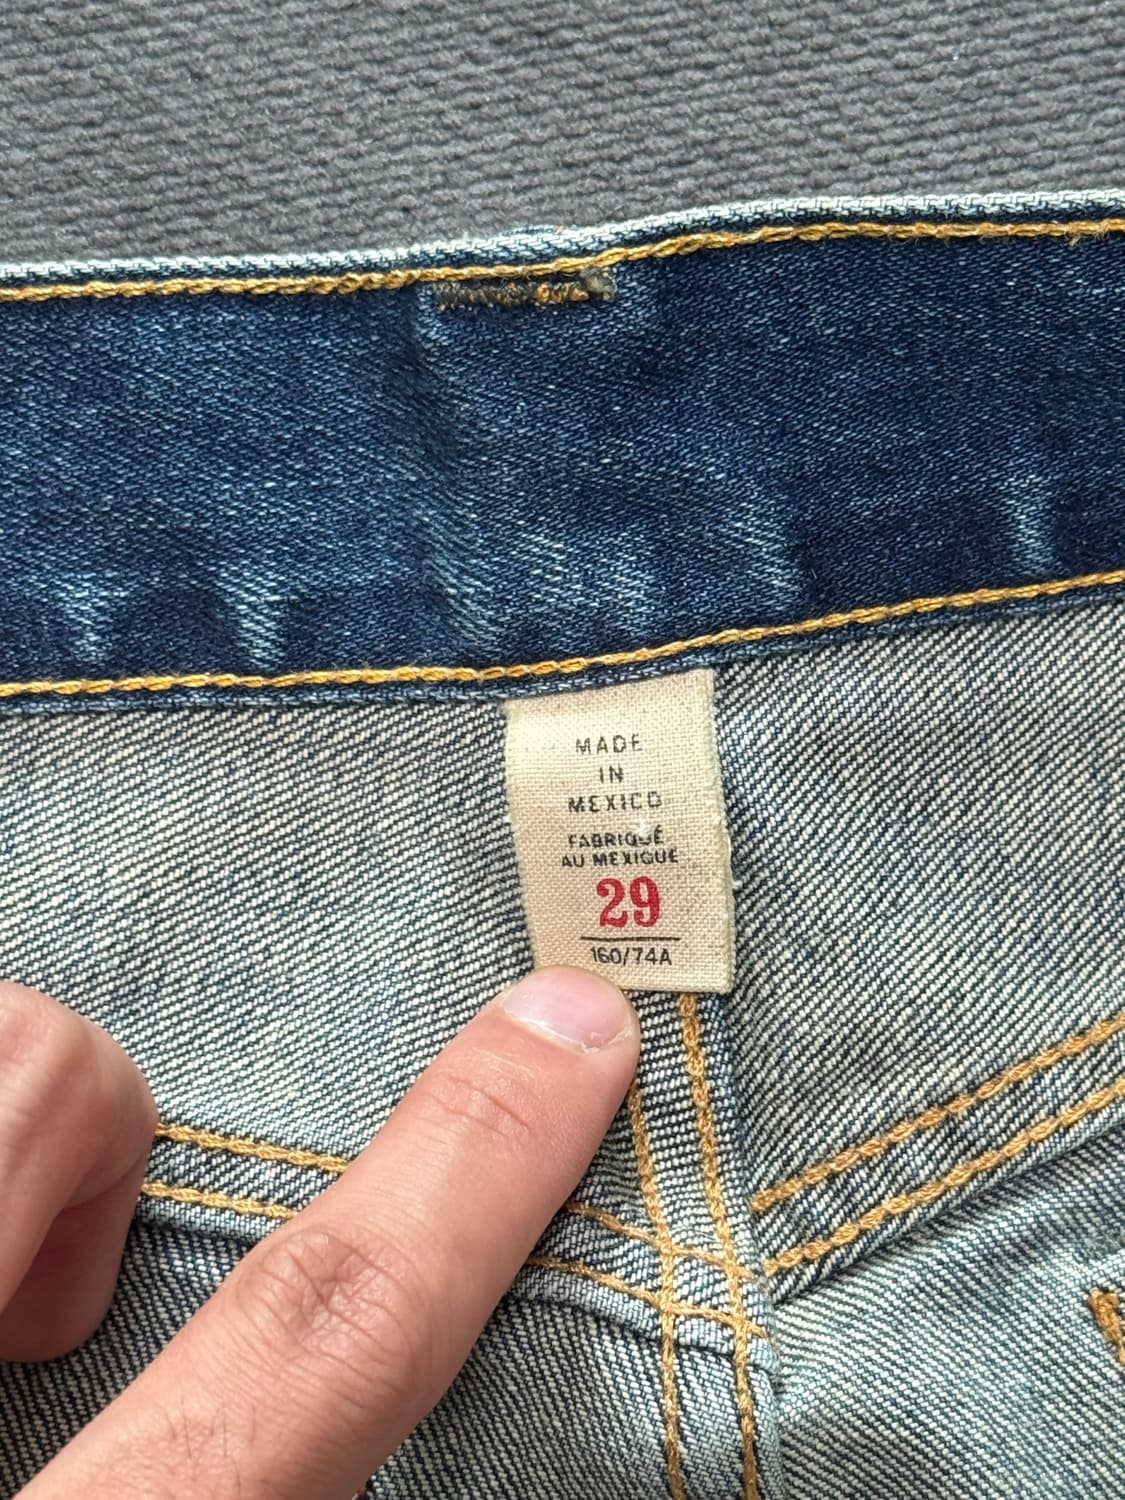 MADE
IN
MEXICO
FABRIQUÉ
AU MEXIQUE
29
160/74A